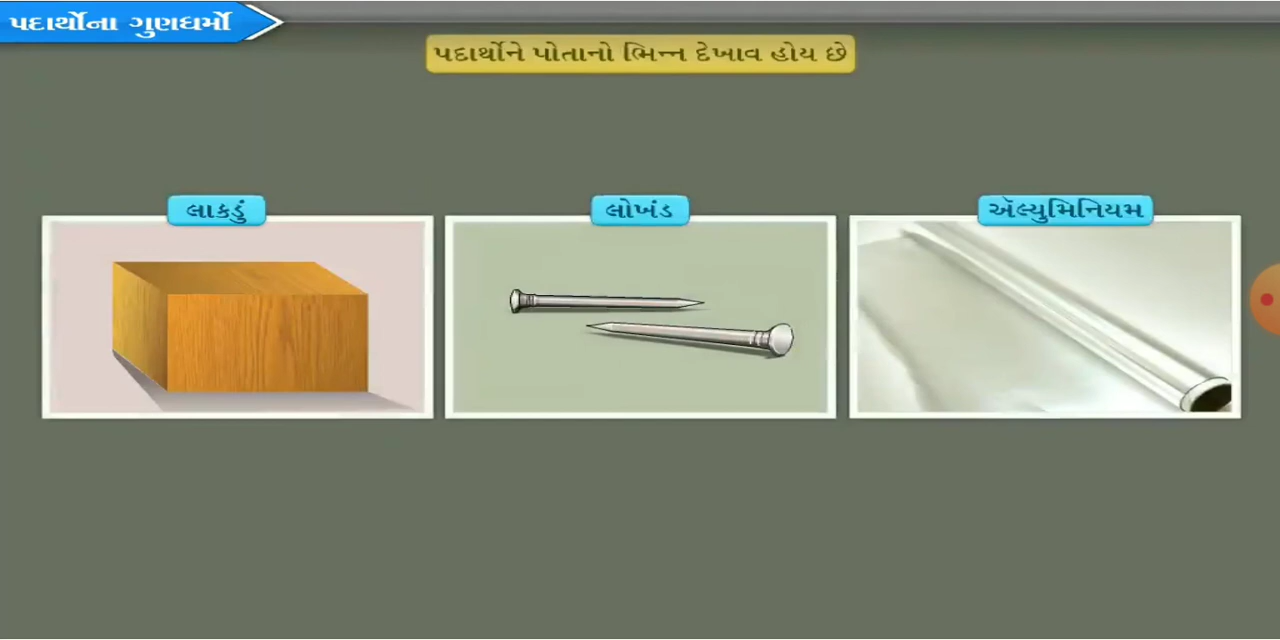 પદાર્થોના ગુણધર્મો
પદાર્થોને પોતાનો ભિન્ન દેખાવ હોય છે
લાકડું
લોખંડ
ઍલ્યુમિનિયમ